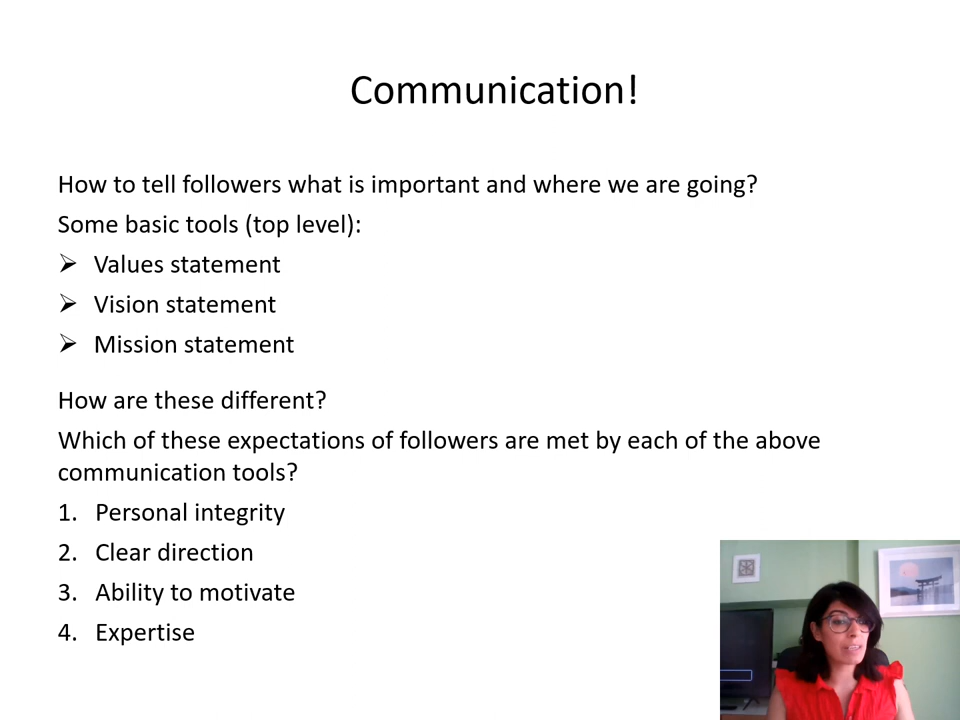 Communication!
How to tell followers what is important and where we are going?
Some basic tools (top level):
➢ Values statement
➢ Vision statement
➢ Mission statement
How are these different?
Which of these expectations of followers are met by each of the above
communication tools?
1. Personal integrity
2. Clear direction
3. Ability to motivate
4. Expertise